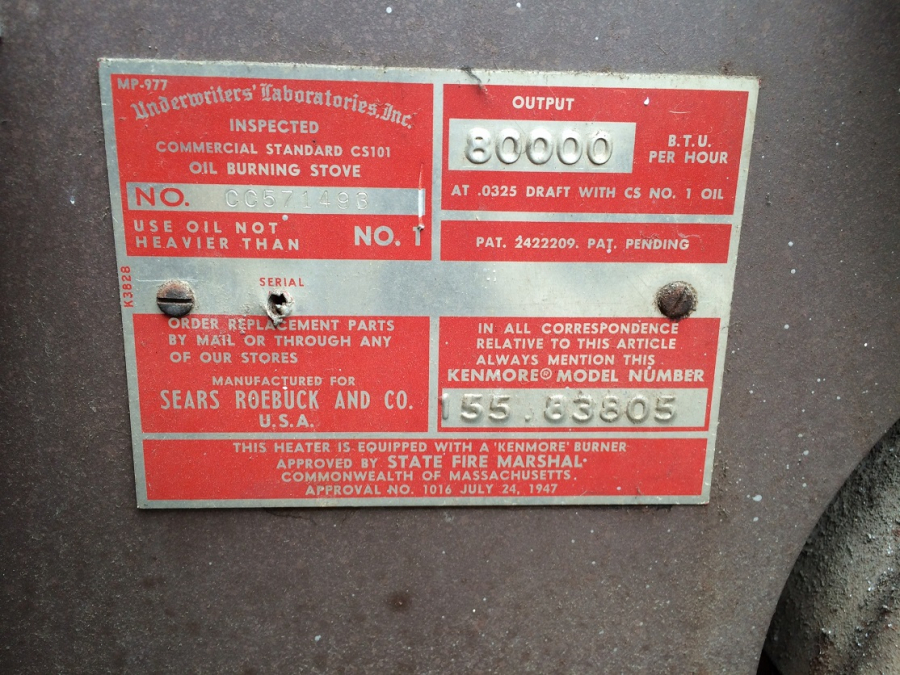 MP-977
Underwriters' Laboratories, Inc.
INSPECTED
COMMERCIAL STANDARD CS101
OIL BURNING STOVE
NO. CC571493
USE OIL NOT
HEAVIER THAN NO. 1
OUTPUT
80000 B.T.U.
PER HOUR
AT .0325 DRAFT WITH CS NO. 1 OIL
PAT. 2422209. PAT. PENDING
K3828
SERIAL
ORDER REPLACEMENT PARTS
BY MAIL OR THROUGH ANY
OF OUR STORES
MANUFACTURED FOR
SEARS ROEBUCK AND CO.
U.S.A.
IN ALL CORRESPONDENCE
RELATIVE TO THIS ARTICLE
ALWAYS MENTION THIS
KENMORE® MODEL NUMBER
155.83805
THIS HEATER IS EQUIPPED WITH A 'KENMORE' BURNER
APPROVED BY STATE FIRE MARSHAL
COMMONWEALTH OF MASSACHUSETTS.
APPROVAL NO. 1016 JULY 24, 1947